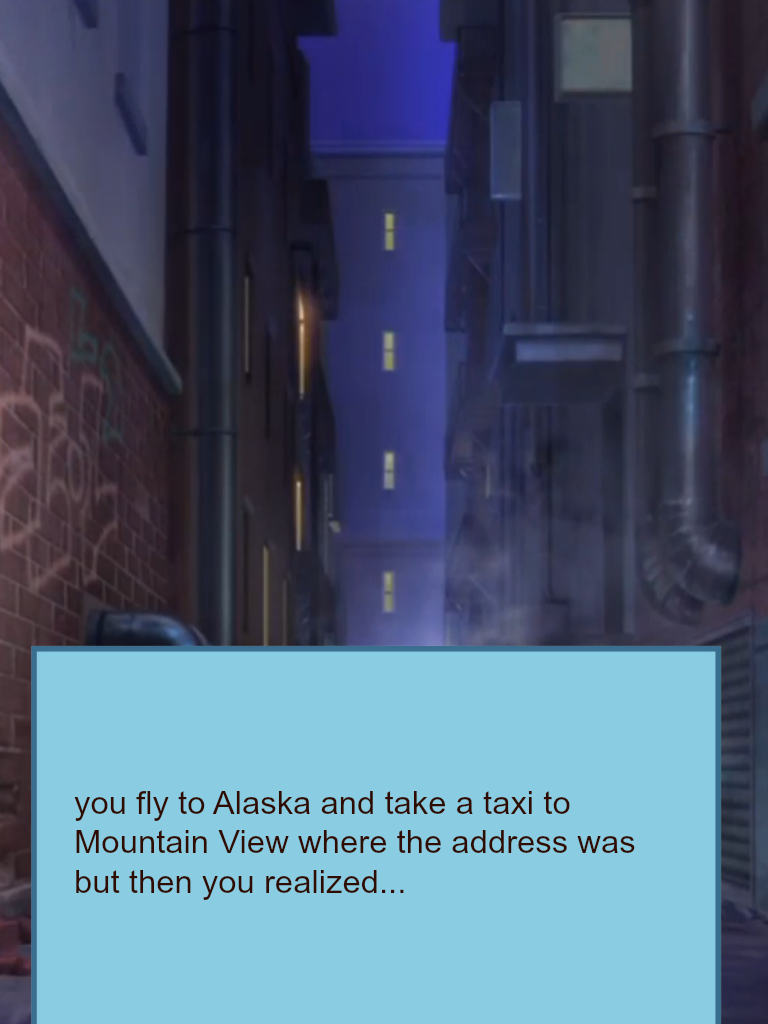 you fly to Alaska and take a taxi to
Mountain View where the address was
but then you realized...